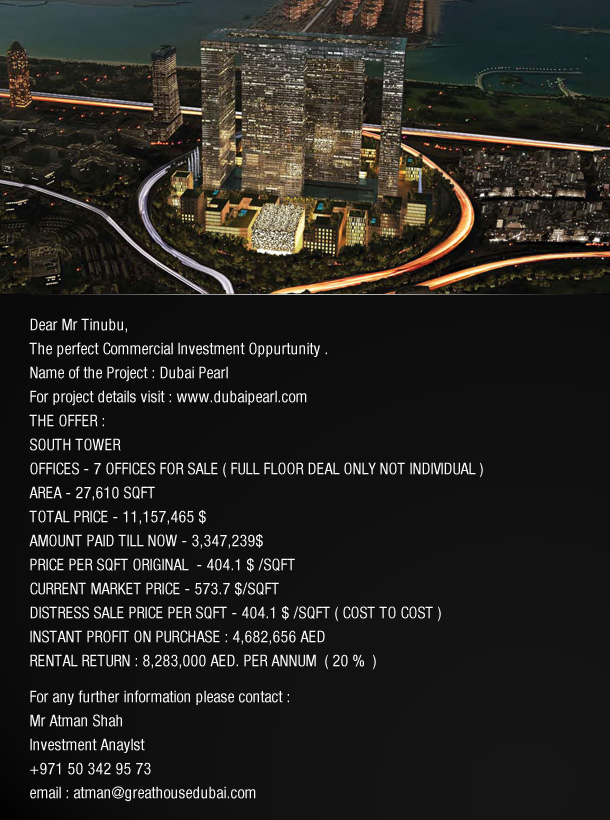 Dear Mr Tinubu,
The perfect Commercial Investment Oppurtunity .
Name of the Project : Dubai Pearl
For project details visit : www.dubaipearl.com
THE OFFER :
SOUTH TOWER
OFFICES - 7 OFFICES FOR SALE ( FULL FLOOR DEAL ONLY NOT INDIVIDUAL )
AREA - 27,610 SQFT
TOTAL PRICE - 11,157,465 $
AMOUNT PAID TILL NOW - 3,347,239$
PRICE PER SQFT ORIGINAL - 404.1 $ /SQFT
CURRENT MARKET PRICE - 573.7 $/SQFT
DISTRESS SALE PRICE PER SQFT - 404.1 $ /SQFT ( COST TO COST )
INSTANT PROFIT ON PURCHASE : 4,682,656 AED
RENTAL RETURN : 8,283,000 AED. PER ANNUM ( 20 % )
For any further information please contact :
Mr Atman Shah
Investment Anaylst
+971 50 342 95 73
email : atman@greathousedubai.com